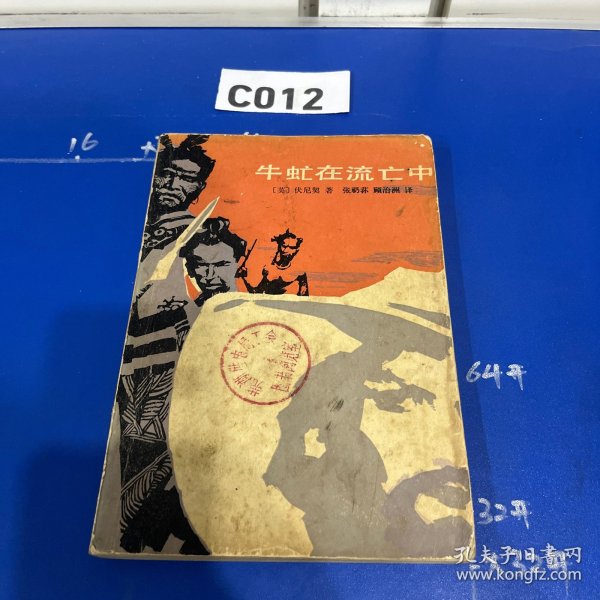 C012
16
牛虻在流亡中
[英]伏尼契 著 张鹤菲 顾治洲 译
64开
32开
孔夫子旧书网
www.kongfz.com